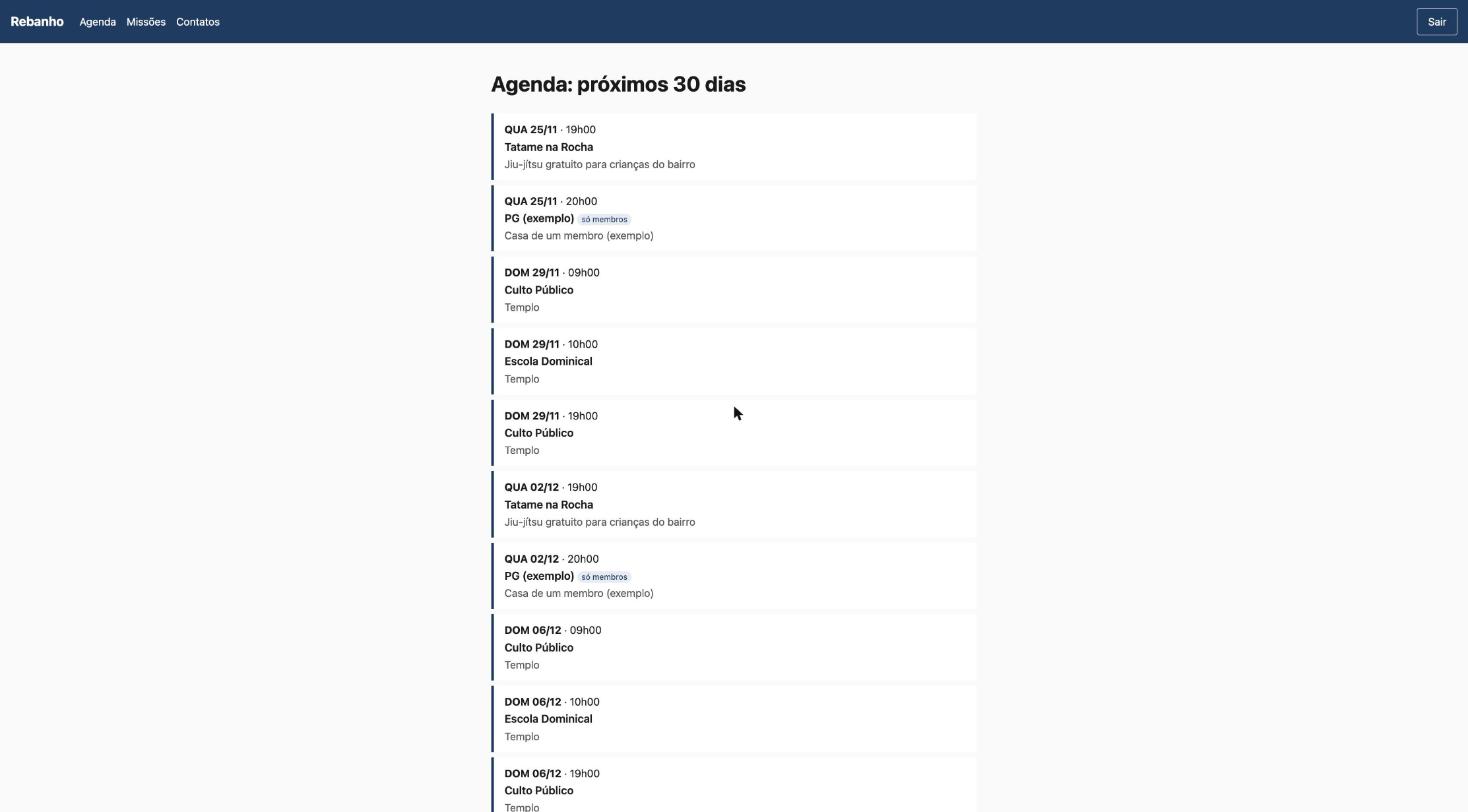 Rebanho Agenda Missões Contatos Sair
Agenda: próximos 30 dias
QUA 25/11 · 19h00
Tatame na Rocha
Jiu-jítsu gratuito para crianças do bairro
QUA 25/11 · 20h00
PG (exemplo) só membros
Casa de um membro (exemplo)
DOM 29/11 · 09h00
Culto Público
Templo
DOM 29/11 · 10h00
Escola Dominical
Templo
DOM 29/11 · 19h00
Culto Público
Templo
QUA 02/12 · 19h00
Tatame na Rocha
Jiu-jítsu gratuito para crianças do bairro
QUA 02/12 · 20h00
PG (exemplo) só membros
Casa de um membro (exemplo)
DOM 06/12 · 09h00
Culto Público
Templo
DOM 06/12 · 10h00
Escola Dominical
Templo
DOM 06/12 · 19h00
Culto Público
Templo